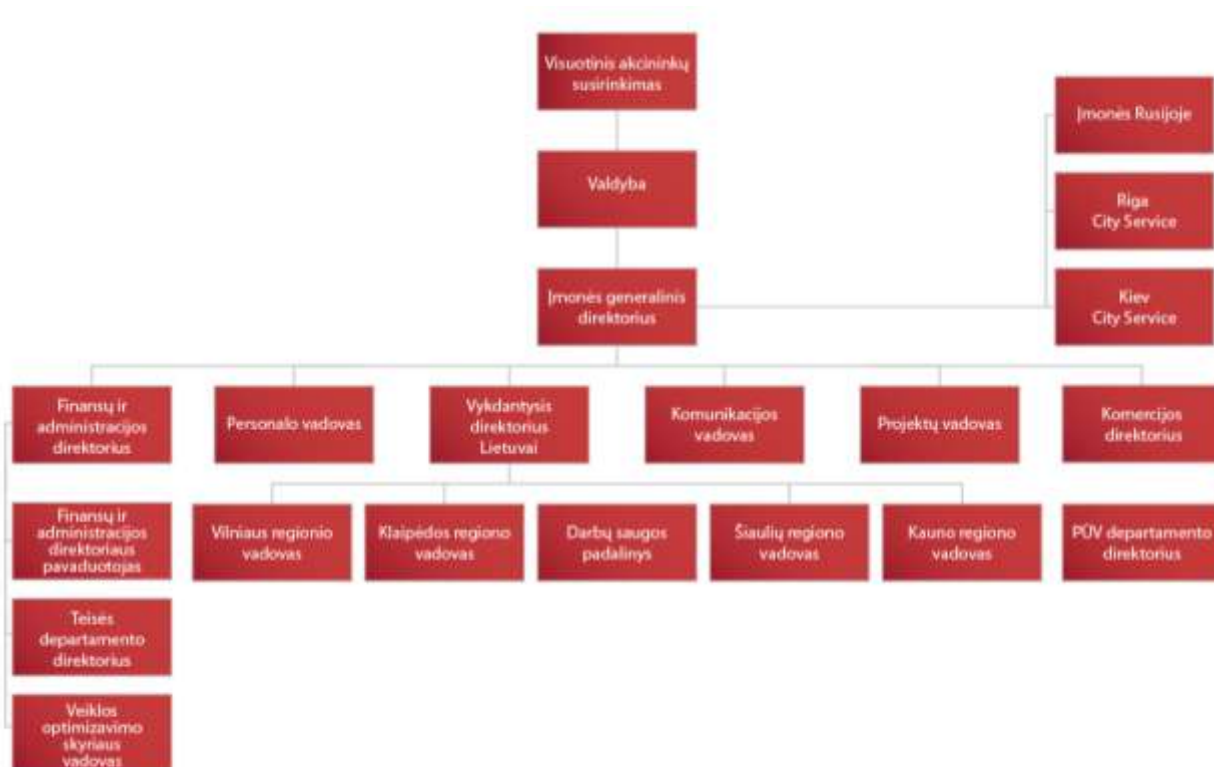 Visuotinis akcininkų
susirinkimas
Įmonės Rusijoje
Valdyba
Riga
City Service
Įmonės generalinis
direktorius
Kiev
City Service
Finansų ir
administracijos
direktorius
Personalo vadovas
Vykdantysis
direktorius
Lietuvai
Komunikacijos
vadovas
Projektų vadovas
Komercijos
direktorius
Finansų ir
administracijos
direktoriaus
pavaduotojas
Vilniaus regionio
vadovas
Klaipėdos regiono
vadovas
Darbų saugos
padalinys
Šiaulių regiono
vadovas
Kauno regiono
vadovas
PŪV departamento
direktorius
Teisės
departamento
direktorius
Veiklos
optimizavimo
skyriaus
vadovas